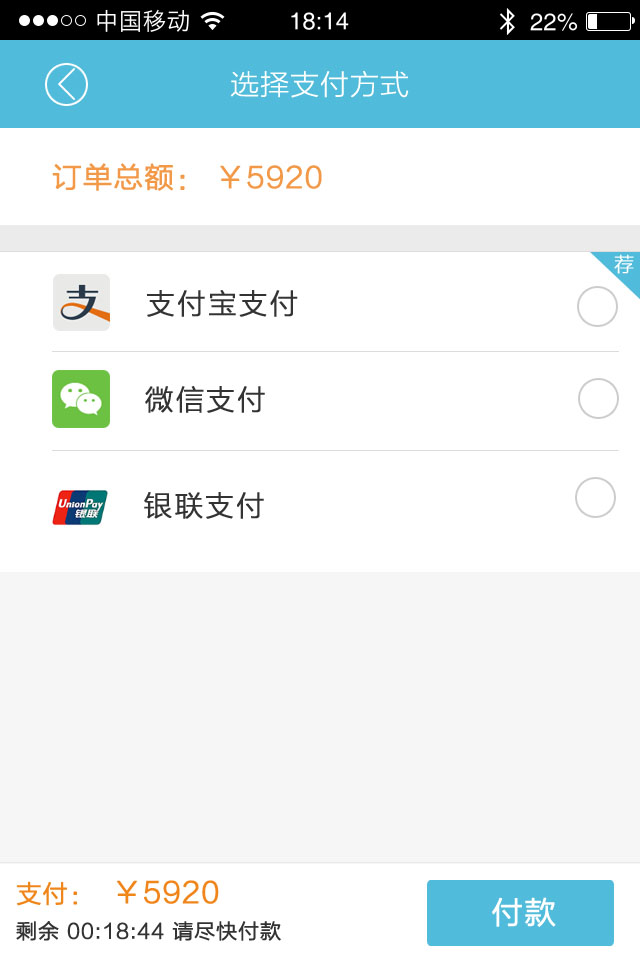 中国移动 18:14 22%
选择支付方式
订单总额： ￥5920
荐
支 支付宝支付
微信支付
UnionPay
银联
银联支付
支付： ￥5920
剩余 00:18:44 请尽快付款
付款